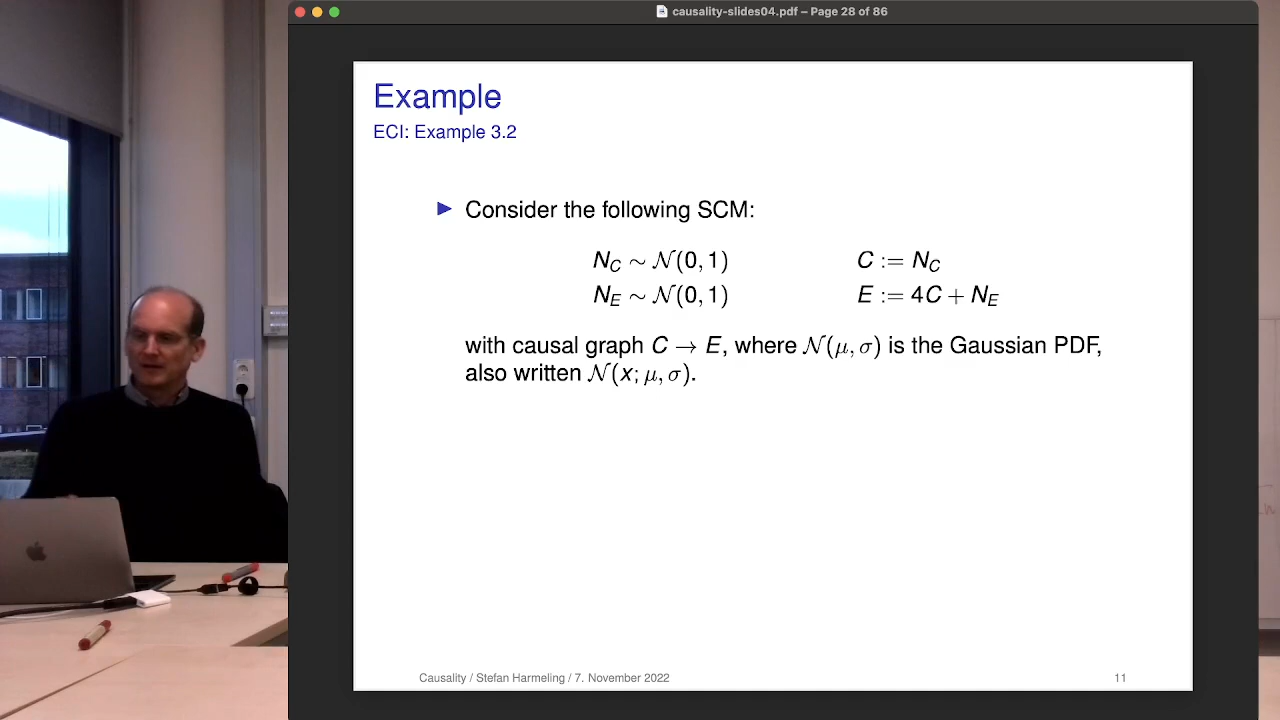 causality-slides04.pdf – Page 28 of 86
Example
ECI: Example 3.2
▶ Consider the following SCM:
N_C ∼ 𝒩(0, 1) C := N_C
N_E ∼ 𝒩(0, 1) E := 4C + N_E
with causal graph C → E, where 𝒩(μ, σ) is the Gaussian PDF,
also written 𝒩(x; μ, σ).
Causality / Stefan Harmeling / 7. November 2022 11